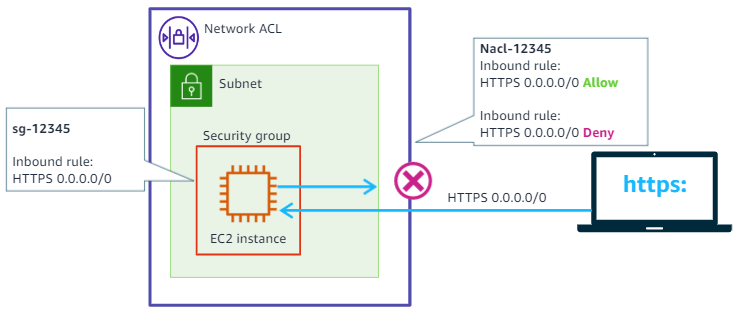 Network ACL
Subnet
Nacl-12345
Inbound rule:
HTTPS 0.0.0.0/0 Allow
Inbound rule:
HTTPS 0.0.0.0/0 Deny
sg-12345
Inbound rule:
HTTPS 0.0.0.0/0
Security group
EC2 instance
HTTPS 0.0.0.0/0
https: